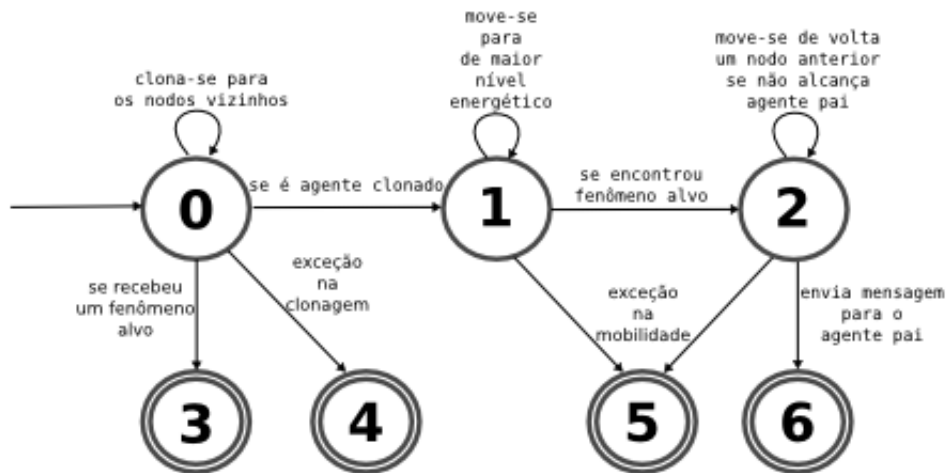 clona-se para
os nodos vizinhos
move-se
para
de maior
nível
energético
move-se de volta
um nodo anterior
se não alcança
agente pai
0
se é agente clonado
1
se encontrou
fenômeno alvo
2
se recebeu
um fenômeno
alvo
exceção
na
clonagem
exceção
na
mobilidade
envia mensagem
para o
agente pai
3
4
5
6